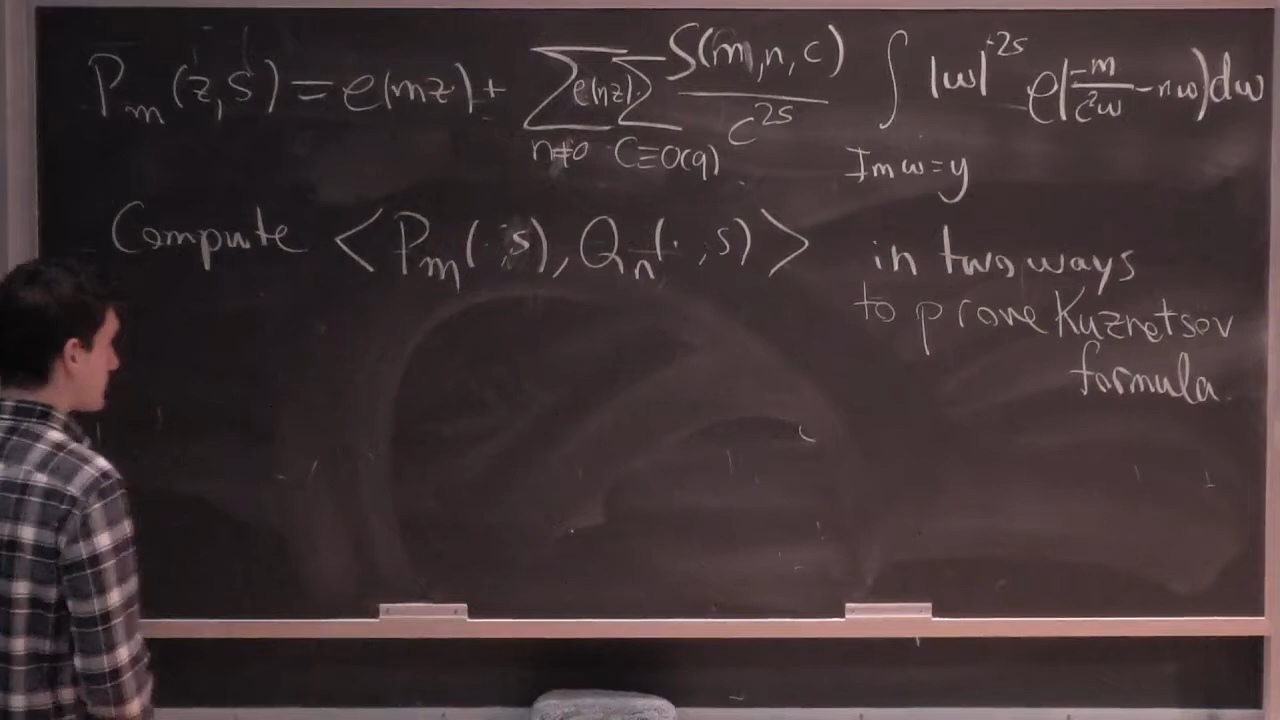 P_m(z,s) = e(mz) + ∑_{n≠0} e(nz) ∑_{c≡0(q)} S(m,n,c)/c^{2s} ∫_{Im w=y} |w|^{-2s} e(-m/(c^2 w) - nw) dw
Compute < P_m(·,s), Q_n(·,s) > in two ways
to prove Kuznetsov
formula.